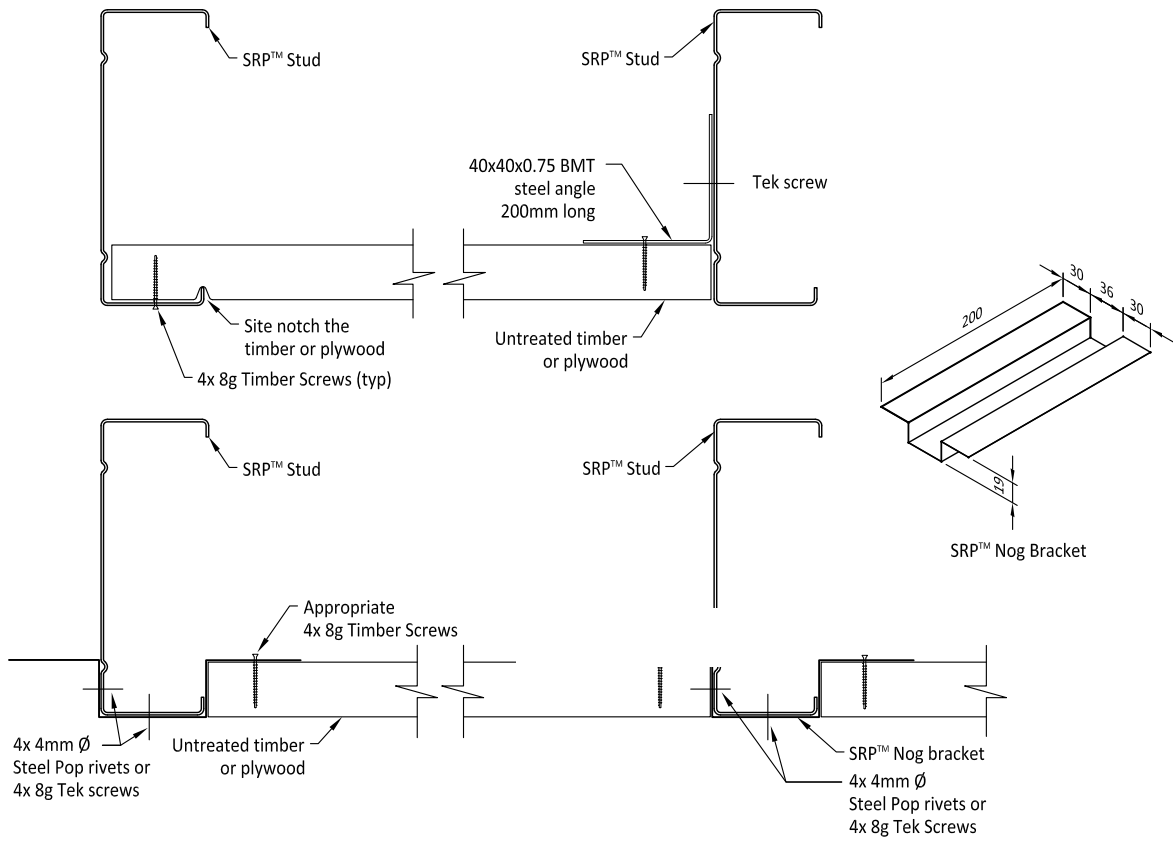 SRP™ Stud
SRP™ Stud
40x40x0.75 BMT
steel angle
200mm long
Tek screw
Site notch the
timber or plywood
4x 8g Timber Screws (typ)
Untreated timber
or plywood
200
30
36
30
19
SRP™ Nog Bracket
SRP™ Stud
SRP™ Stud
Appropriate
4x 8g Timber Screws
4x 4mm Ø
Steel Pop rivets or
4x 8g Tek screws
Untreated timber
or plywood
SRP™ Nog bracket
4x 4mm Ø
Steel Pop rivets or
4x 8g Tek Screws